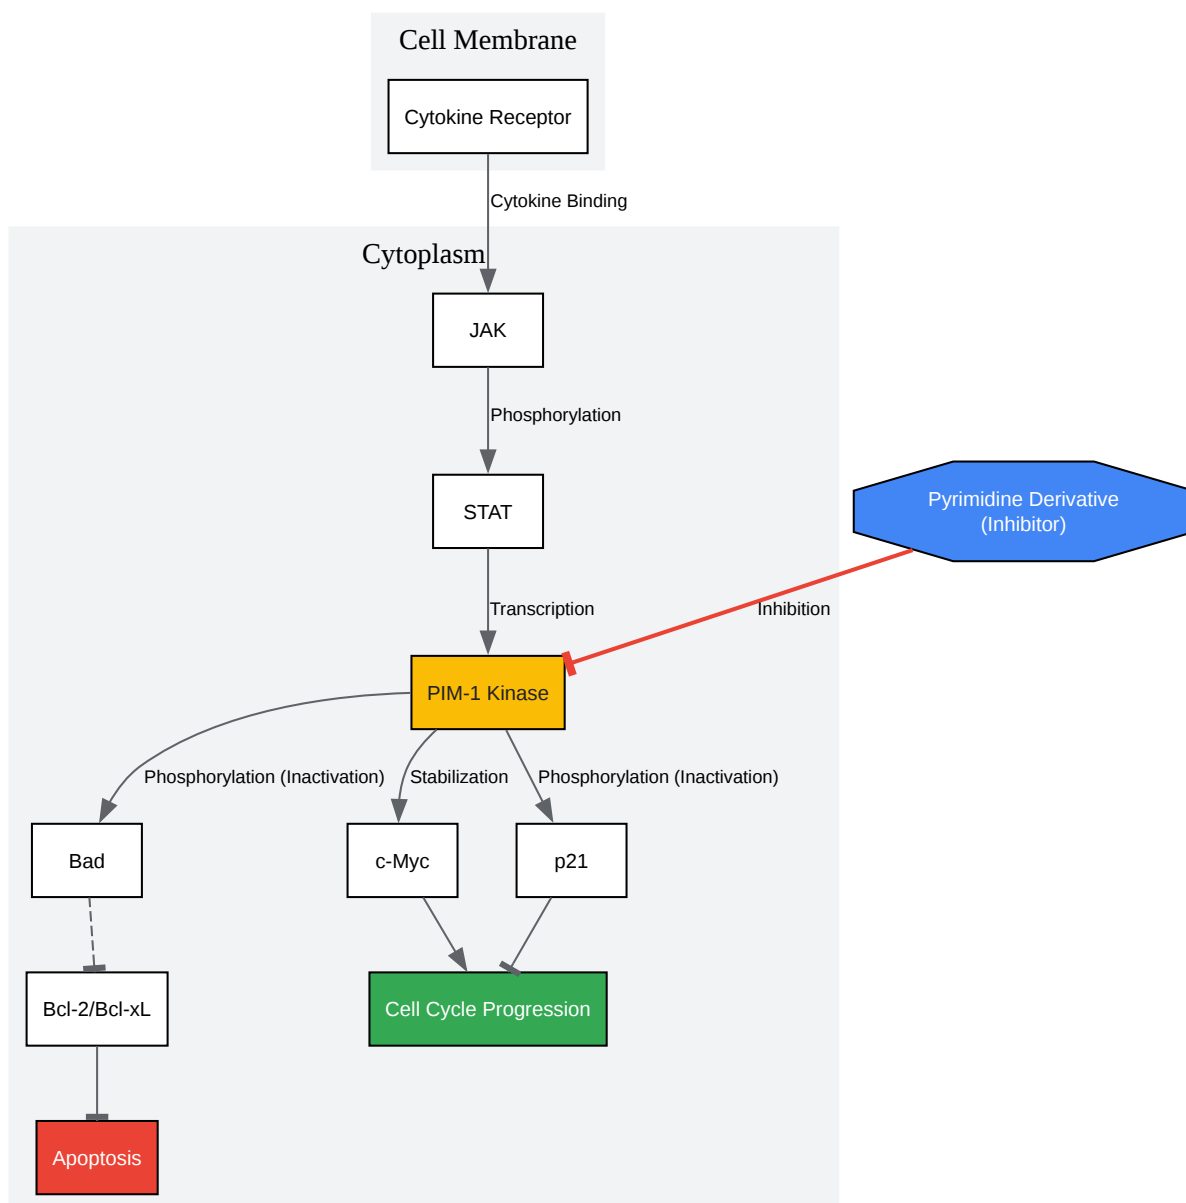 Cell Membrane
Cytokine Receptor
Cytokine Binding
Cytoplasm
JAK
Phosphorylation
STAT
Pyrimidine Derivative
(Inhibitor)
Transcription
Inhibition
PIM-1 Kinase
Phosphorylation (Inactivation)
Stabilization
Phosphorylation (Inactivation)
Bad
c-Myc
p21
Bcl-2/Bcl-xL
Cell Cycle Progression
Apoptosis